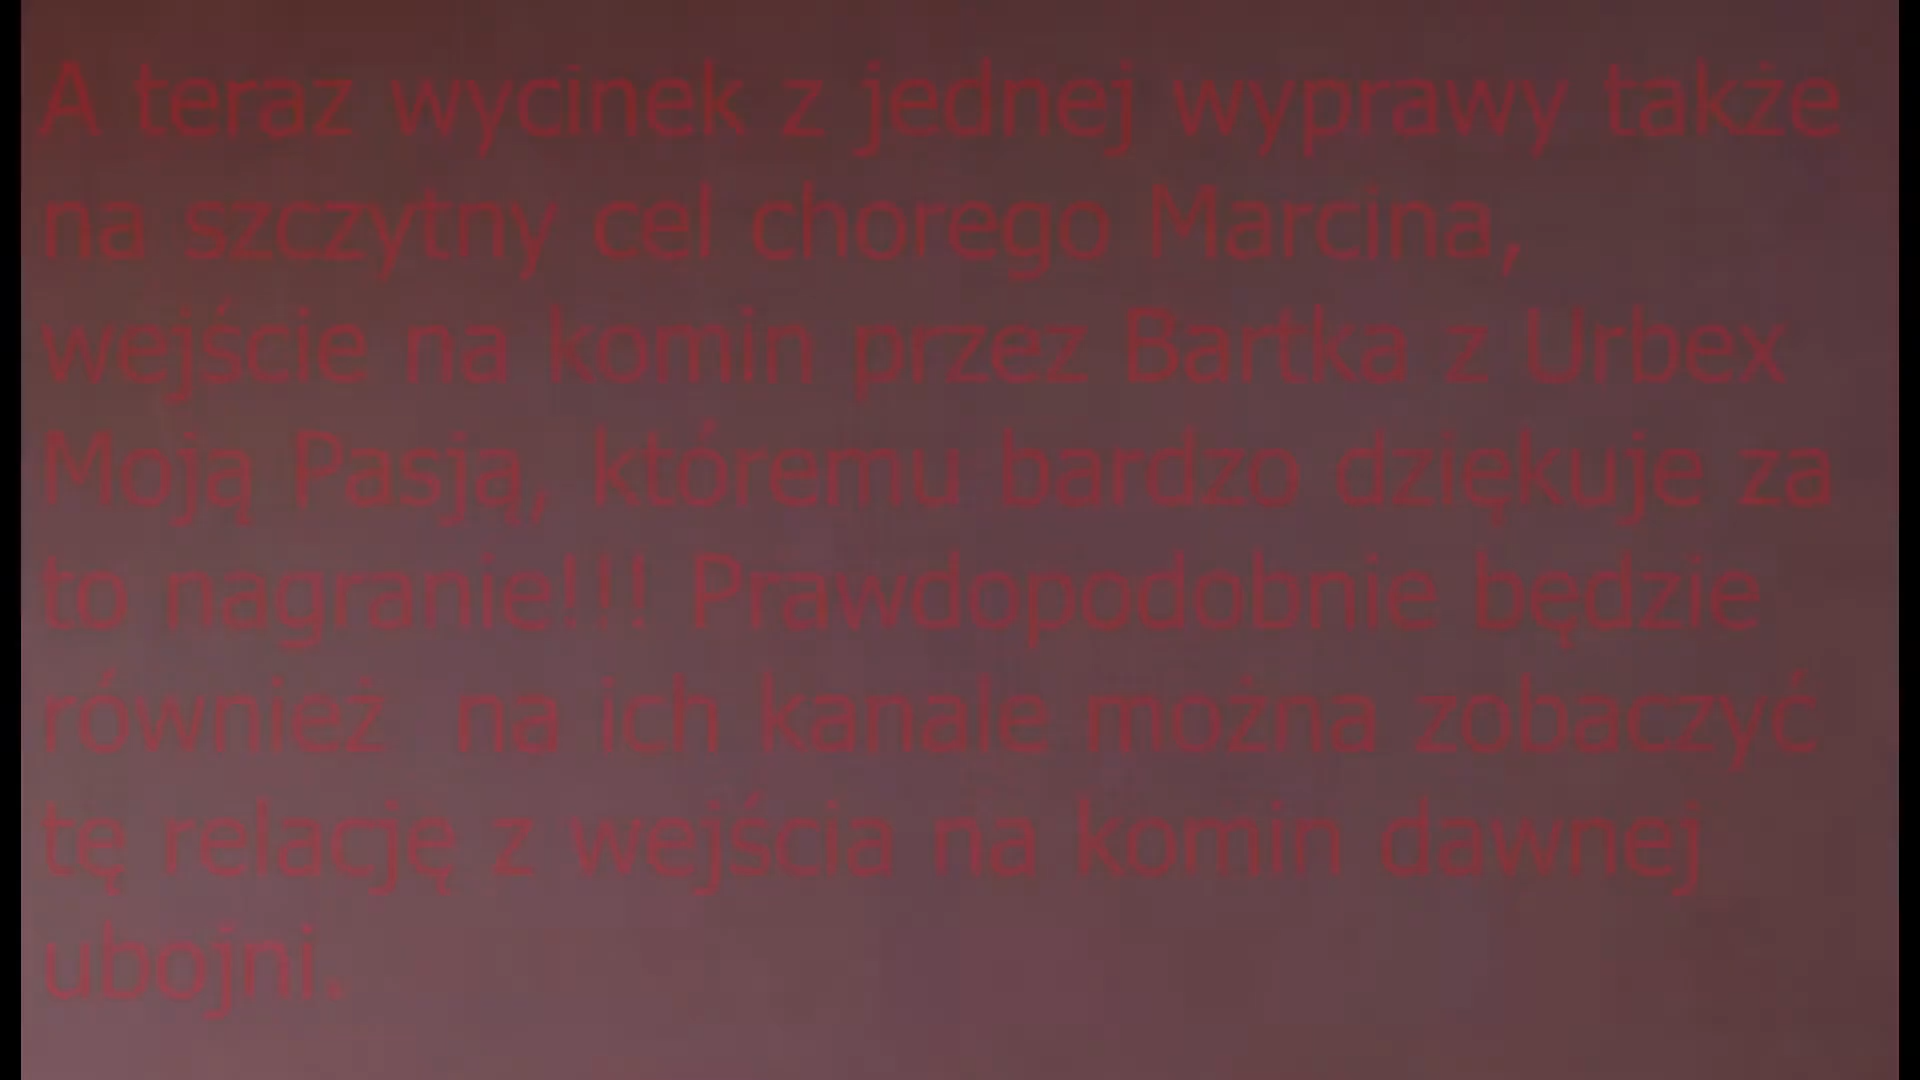 A teraz wycinek z jednej wyprawy także
na szczytny cel chorego Marcina,
wejście na komin przez Bartka z Urbex
Moją Pasją, któremu bardzo dziękuje za
to nagranie!!! Prawdopodobnie będzie
również  na ich kanale można zobaczyć
tę relację z wejścia na komin dawnej
ubojni.